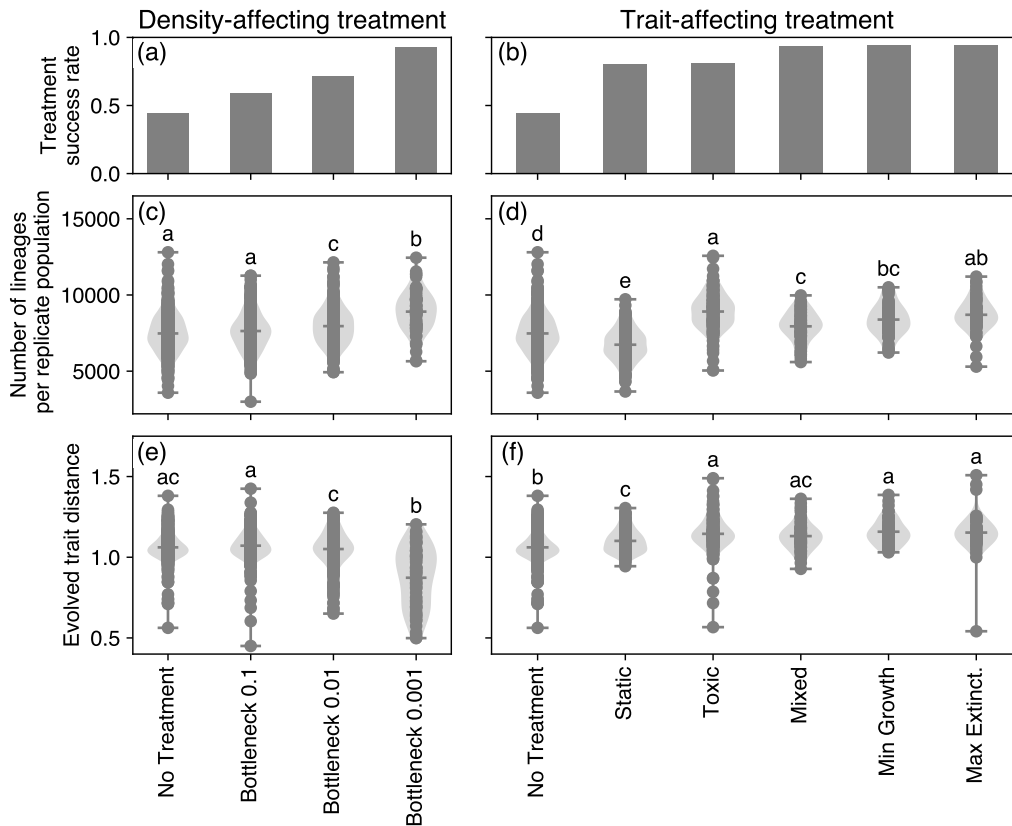 Density-affecting treatment
Trait-affecting treatment
Treatment
success rate
1.0
0.5
0.0
(a)
(b)
Number of lineages
per replicate population
15000
10000
5000
(c)
a
a
c
b
(d)
d
e
a
c
bc
ab
Evolved trait distance
1.5
1.0
0.5
(e)
ac
a
c
b
(f)
b
c
a
ac
a
a
No Treatment
Bottleneck 0.1
Bottleneck 0.01
Bottleneck 0.001
No Treatment
Static
Toxic
Mixed
Min Growth
Max Extinct.